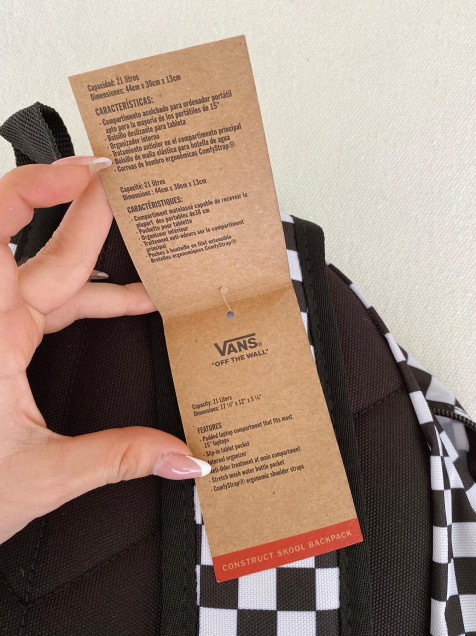 Capacidad: 21 litros
Dimensiones: 44cm x 30cm x 13cm
CARACTERÍSTICAS:
- Compartimento acolchado para ordenador portátil
apto para la mayoría de los portátiles de 15"
- Bolsillo deslizante para tableta
- Organizador interno
- Tratamiento antiolor en el compartimento principal
- Bolsillo de malla elástica para botella de agua
- Correas de hombro ergonómicas ComfyStrap®
Capacité: 21 litres
Dimensions: 44cm x 30cm x 13cm
CARACTÉRISTIQUES:
- Compartiment matelassé capable de recevoir la
plupart des portables de 38 cm
- Pochette pour tablette
- Organiseur intérieur
- Traitement anti-odeurs sur le compartiment
principal
- Poches à bouteille en filet extensible
- Bretelles ergonomiques ComfyStrap®
VANS®
"OFF THE WALL"
Capacity: 21 Liters
Dimensions: 17 ½" x 12" x 5 ¼"
FEATURES
- Padded laptop compartment that fits most
15" laptops
- Slip-in tablet pocket
- Internal organizer
- Anti-Odor treatment at main compartment
- Stretch mesh water bottle pocket
- ComfyStrap® ergonomic shoulder straps
CONSTRUCT SKOOL BACKPACK